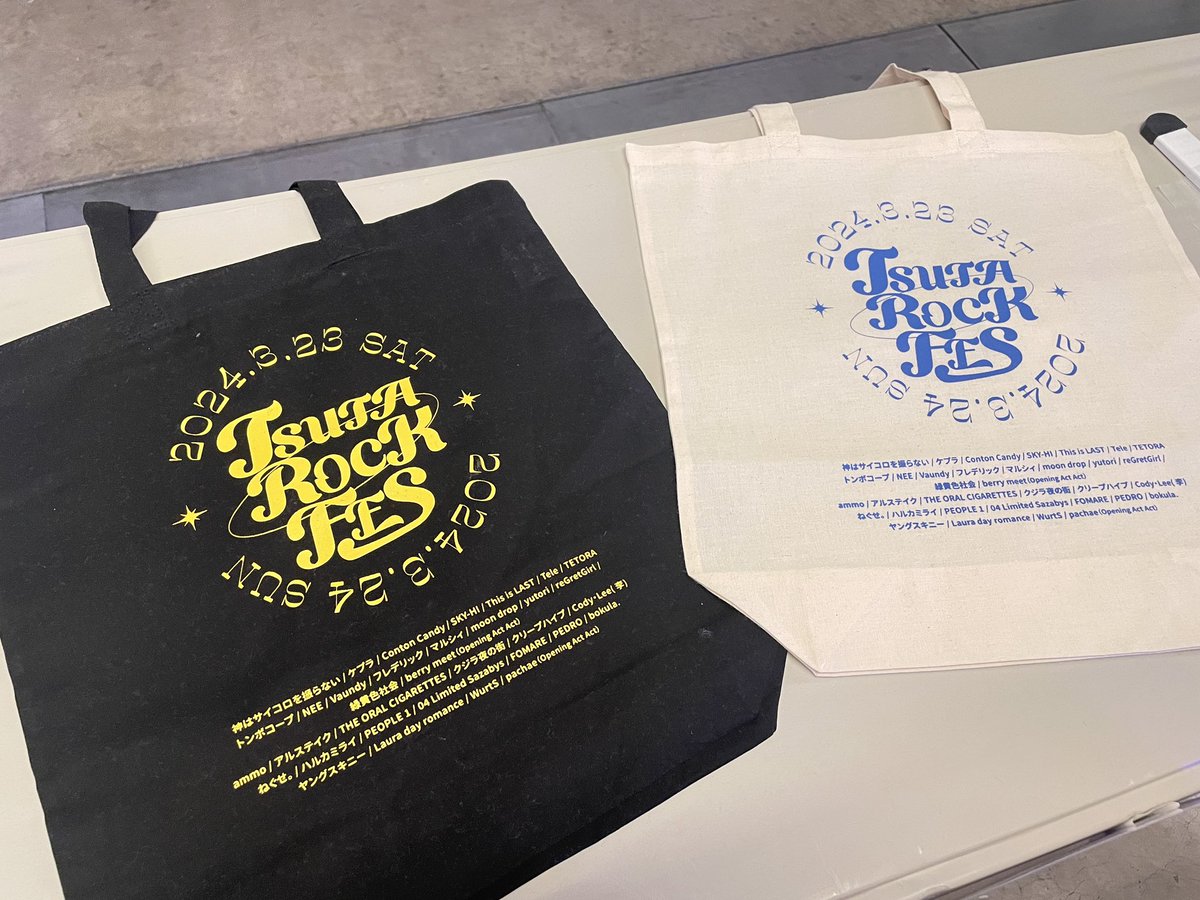 2024.3.23 SAT
TSUTA
ROCK
FES
2024.3.24 SUN
神はサイコロを振らない / ケプラ / Conton Candy / SKY-HI / This is LAST / Tele / TETORA
トンボコープ / NEE / Vaundy / フレデリック / マルシィ / moon drop / yutori / reGretGirl /
緑黄色社会 / berry meet (Opening Act Act)
ammo / アルステイク / THE ORAL CIGARETTES / クジラ夜の街 / クリープハイプ / Cody・Lee(李)
ねぐせ。 / ハルカミライ / PEOPLE 1 / 04 Limited Sazabys / FOMARE / PEDRO / bokula.
ヤングスキニー / Laura day romance / WurtS / pachae (Opening Act Act)
2024.3.23 SAT
TSUTA
ROCK
FES
2024.3.24 SUN
神はサイコロを振らない / ケプラ / Conton Candy / SKY-HI / This is LAST / Tele / TETORA
トンボコープ / NEE / Vaundy / フレデリック / マルシィ / moon drop / yutori / reGretGirl /
緑黄色社会 / berry meet (Opening Act Act)
ammo / アルステイク / THE ORAL CIGARETTES / クジラ夜の街 / クリープハイプ / Cody・Lee(李)
ねぐせ。 / ハルカミライ / PEOPLE 1 / 04 Limited Sazabys / FOMARE / PEDRO / bokula.
ヤングスキニー / Laura day romance / WurtS / pachae (Opening Act Act)